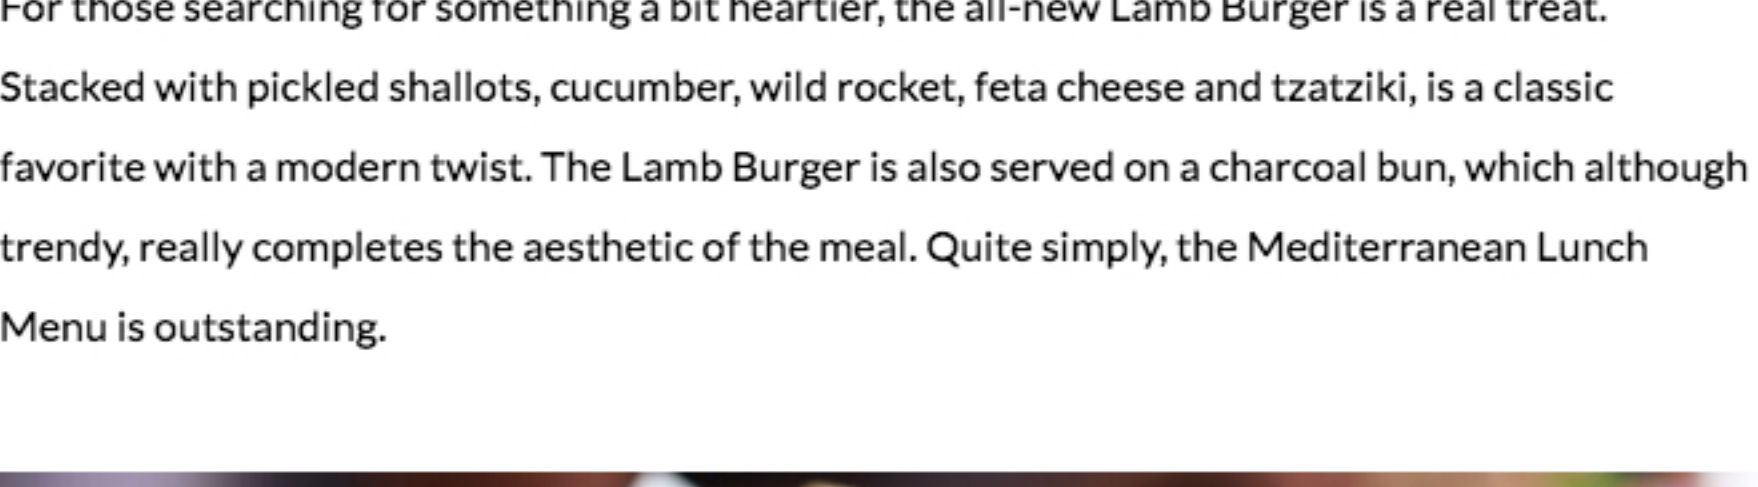 For those searching for something a bit heartier, the all-new Lamb Burger is a real treat.
Stacked with pickled shallots, cucumber, wild rocket, feta cheese and tzatziki, is a classic
favorite with a modern twist. The Lamb Burger is also served on a charcoal bun, which although
trendy, really completes the aesthetic of the meal. Quite simply, the Mediterranean Lunch
Menu is outstanding.